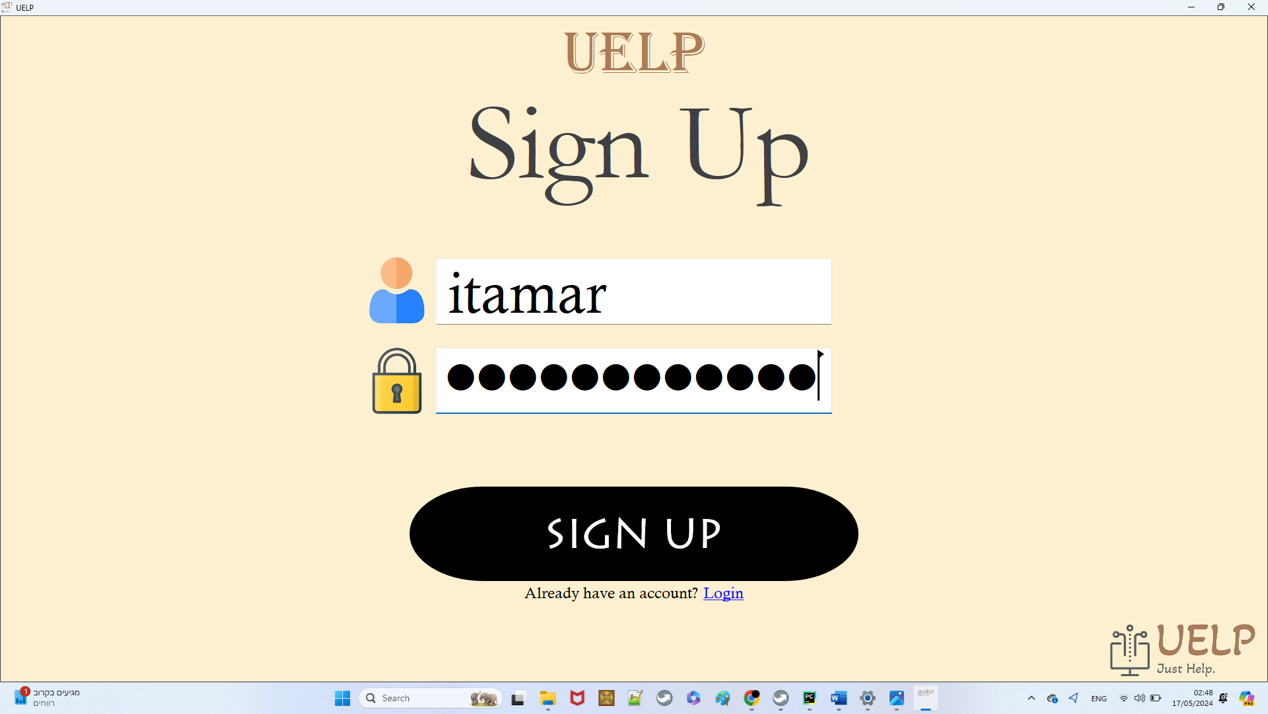 UELP
UELP
Sign Up
itamar
●●●●●●●●●●●●
SIGN UP
Already have an account? Login
UELP
Just Help.
1
מגיעים בקרוב
רווחים
Search
ENG
02:48
17/05/2024